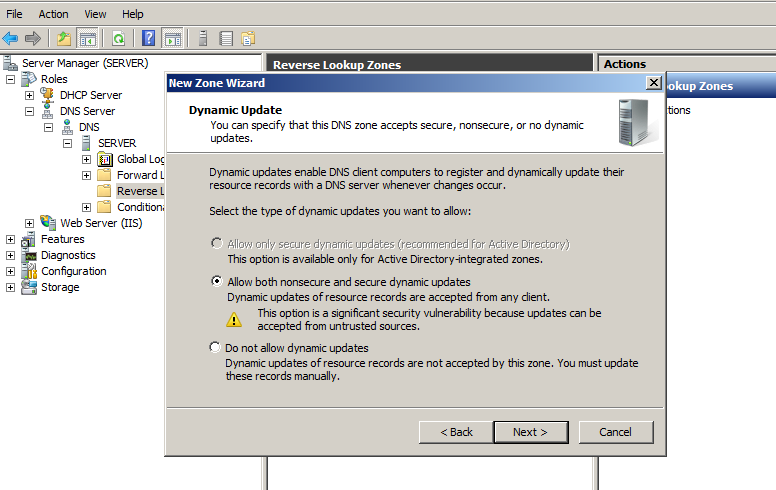 File Action View Help
Server Manager (SERVER)
Roles
DHCP Server
DNS Server
DNS
SERVER
Global Log
Forward L
Reverse L
Conditiona
Web Server (IIS)
Features
Diagnostics
Configuration
Storage
Reverse Lookup Zones
Actions
okup Zones
tions
New Zone Wizard
Dynamic Update
You can specify that this DNS zone accepts secure, nonsecure, or no dynamic
updates.
Dynamic updates enable DNS client computers to register and dynamically update their
resource records with a DNS server whenever changes occur.
Select the type of dynamic updates you want to allow:
Allow only secure dynamic updates (recommended for Active Directory)
This option is available only for Active Directory-integrated zones.
Allow both nonsecure and secure dynamic updates
Dynamic updates of resource records are accepted from any client.
This option is a significant security vulnerability because updates can be
accepted from untrusted sources.
Do not allow dynamic updates
Dynamic updates of resource records are not accepted by this zone. You must update
these records manually.
< Back Next > Cancel